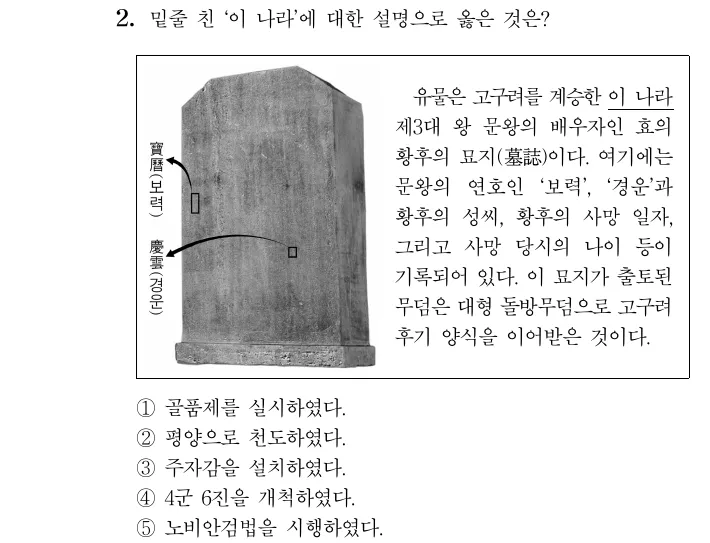 2. 밑줄 친 ‘이 나라’에 대한 설명으로 옳은 것은?
寶曆(보력)
慶雲(경운)
유물은 고구려를 계승한 이 나라
제3대 왕 문왕의 배우자인 효의
황후의 묘지(墓誌)이다. 여기에는
문왕의 연호인 ‘보력’, ‘경운’과
황후의 성씨, 황후의 사망 일자,
그리고 사망 당시의 나이 등이
기록되어 있다. 이 묘지가 출토된
무덤은 대형 돌방무덤으로 고구려
후기 양식을 이어받은 것이다.
① 골품제를 실시하였다.
② 평양으로 천도하였다.
③ 주자감을 설치하였다.
④ 4군 6진을 개척하였다.
⑤ 노비안검법을 시행하였다.